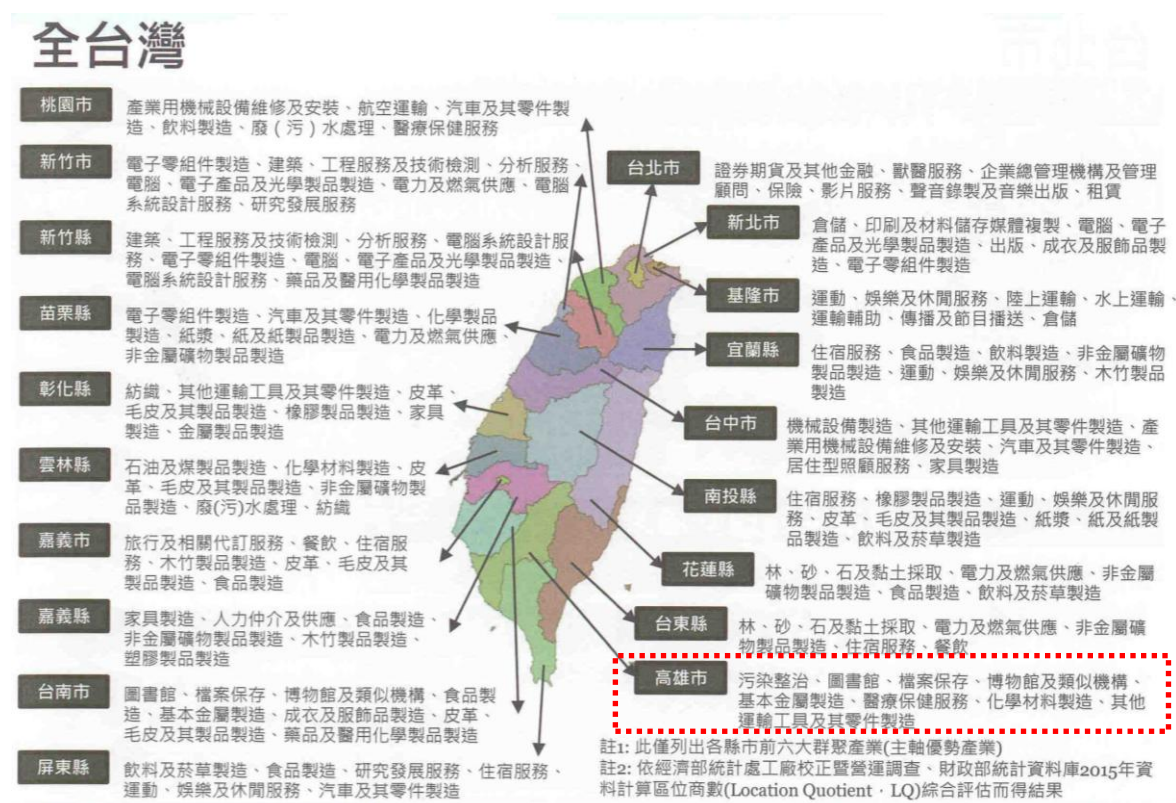 全台灣
桃園市
產業用機械設備維修及安裝、航空運輸、汽車及其零件製
造、飲料製造、廢（污）水處理、醫療保健服務
新竹市
電子零組件製造、建築、工程服務及技術檢測、分析服務、
電腦、電子產品及光學製品製造、電力及燃氣供應、電腦
系統設計服務、研究發展服務
新竹縣
建築、工程服務及技術檢測、分析服務、電腦系統設計服
務、電子零組件製造、電腦、電子產品及光學製品製造、
電腦系統設計服務、藥品及醫用化學製品製造
苗栗縣
電子零組件製造、汽車及其零件製造、化學製品
製造、紙漿、紙及紙製品製造、電力及燃氣供應、
非金屬礦物製品製造
彰化縣
紡織、其他運輸工具及其零件製造、皮革、
毛皮及其製品製造、橡膠製品製造、家具
製造、金屬製品製造
雲林縣
石油及煤製品製造、化學材料製造、皮
革、毛皮及其製品製造、非金屬礦物製
品製造、廢(污)水處理、紡織
嘉義市
旅行及相關代訂服務、餐飲、住宿服
務、木竹製品製造、皮革、毛皮及其
製品製造、食品製造
嘉義縣
家具製造、人力仲介及供應、食品製造、
非金屬礦物製品製造、木竹製品製造、
塑膠製品製造
台南市
圖書館、檔案保存、博物館及類似機構、食品製
造、基本金屬製造、成衣及服飾品製造、皮革、
毛皮及其製品製造、藥品及醫用化學製品製造
屏東縣
飲料及菸草製造、食品製造、研究發展服務、住宿服務、
運動、娛樂及休閒服務、汽車及其零件製造
台北市
證券期貨及其他金融、獸醫服務、企業總管理機構及管理
顧問、保險、影片服務、聲音錄製及音樂出版、租賃
新北市
倉儲、印刷及材料儲存媒體複製、電腦、電子
產品及光學製品製造、出版、成衣及服飾品製
造、電子零組件製造
基隆市
運動、娛樂及休閒服務、陸上運輸、水上運輸、
運輸輔助、傳播及節目播送、倉儲
宜蘭縣
住宿服務、食品製造、飲料製造、非金屬礦物
製品製造、運動、娛樂及休閒服務、木竹製品
製造
台中市
機械設備製造、其他運輸工具及其零件製造、產
業用機械設備維修及安裝、汽車及其零件製造、
居住型照顧服務、家具製造
南投縣
住宿服務、橡膠製品製造、運動、娛樂及休閒服
務、皮革、毛皮及其製品製造、紙漿、紙及紙製
品製造、飲料及菸草製造
花蓮縣
林、砂、石及黏土採取、電力及燃氣供應、非金屬
礦物製品製造、食品製造、飲料及菸草製造
台東縣
林、砂、石及黏土採取、電力及燃氣供應、非金屬礦
物製品製造、住宿服務、餐飲
高雄市
污染整治、圖書館、檔案保存、博物館及類似機構、
基本金屬製造、醫療保健服務、化學材料製造、其他
運輸工具及其零件製造
註1: 此僅列出各縣市前六大群聚產業(主軸優勢產業)
註2: 依經濟部統計處工廠校正暨營運調查、財政部統計資料庫2015年資
料計算區位商數(Location Quotient，LQ)綜合評估而得結果